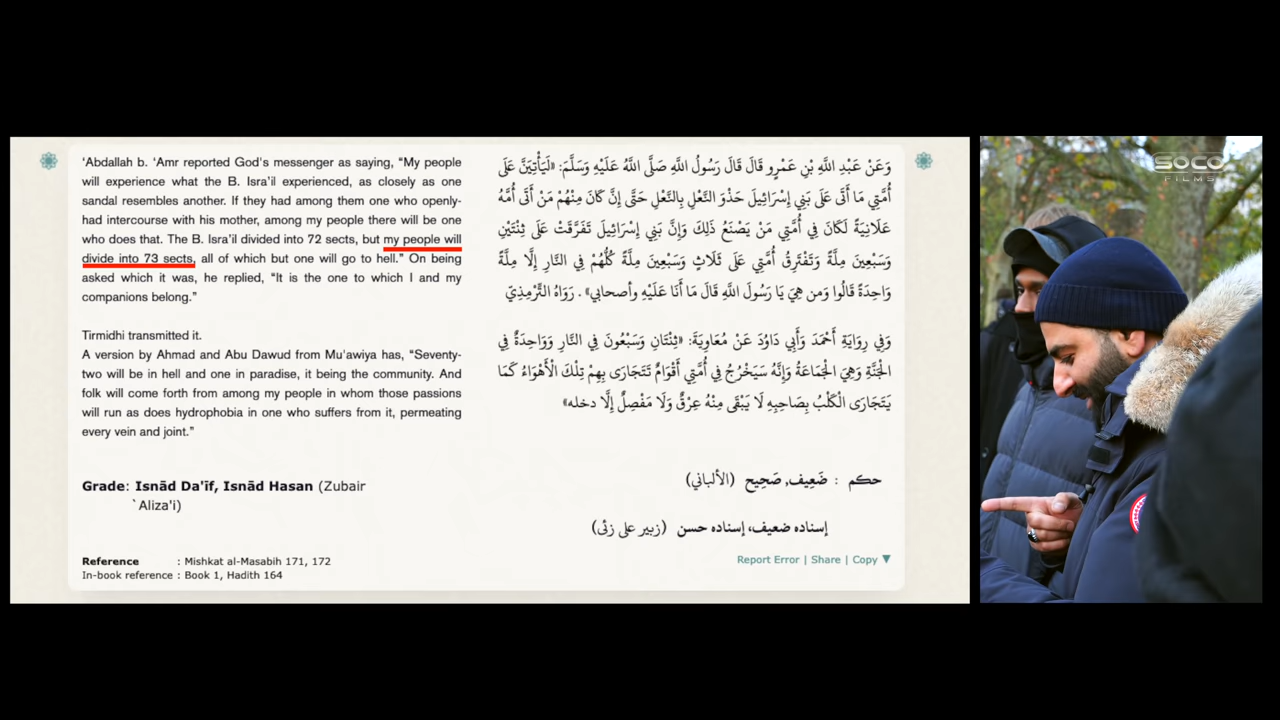 ‘Abdallah b. ‘Amr reported God's messenger as saying, “My people
will experience what the B. Isra’il experienced, as closely as one
sandal resembles another. If they had among them one who openly-
had intercourse with his mother, among my people there will be one
who does that. The B. Isra’il divided into 72 sects, but my people will
divide into 73 sects, all of which but one will go to hell.” On being
asked which it was, he replied, “It is the one to which I and my
companions belong.”
Tirmidhi transmitted it.
A version by Ahmad and Abu Dawud from Mu‘awiya has, “Seventy-
two will be in hell and one in paradise, it being the community. And
folk will come forth from among my people in whom those passions
will run as does hydrophobia in one who suffers from it, permeating
every vein and joint.”
وَعَنْ عَبْدِ اللَّهِ بْنِ عَمْرٍو قَالَ قَالَ رَسُولُ اللَّهِ صَلَّى اللَّهُ عَلَيْهِ وَسَلَّمَ: «لَيَأْتِيَنَّ عَلَى
أُمَّتِي مَا أَتَى عَلَى بَنِي إِسْرَائِيلَ حَذْوَ النَّعْلِ بِالنَّعْلِ حَتَّى إِنَّ كَانَ مِنْهُمْ مَنْ أَتَى أُمَّهُ
عَلَانِيَةً لَكَانَ فِي أُمَّتِي مَنْ يَصْنَعُ ذَلِكَ وَإِنَّ بَنِي إِسْرَائِيلَ تَفَرَّقَتْ عَلَى ثِنْتَيْنِ
وَسَبْعِينَ مِلَّةً وَتَفْتَرِقُ أُمَّتِي عَلَى ثَلَاثٍ وَسَبْعِينَ مِلَّةً كُلُّهُمْ فِي النَّارِ إِلَّا مِلَّةً
وَاحِدَةً قَالُوا وَمن هِيَ يَا رَسُولَ اللَّهِ قَالَ مَا أَنَا عَلَيْهِ وأصحابي» . رَوَاهُ التِّرْمِذِيّ
وَفِي رِوَايَةِ أَحْمَدَ وَأَبِي دَاوُدَ عَنْ مُعَاوِيَةَ: «ثِنْتَانِ وَسَبْعُونَ فِي النَّارِ وَوَاحِدَةٌ فِي
الْجَنَّةِ وَهِيَ الْجَمَاعَةُ وَإِنَّهُ سَيَخْرُجُ فِي أُمَّتِي أَقْوَامٌ تَتَجَارَى بِهِمْ تِلْكَ الْأَهْوَاءُ كَمَا
يَتَجَارَى الْكَلْبُ بِصَاحِبِهِ لَا يَبْقَى مِنْهُ عِرْقٌ وَلَا مَفْصِلٌ إِلَّا دخله»
Grade: Isnād Da'īf, Isnād Hasan (Zubair
`Aliza'i)
حكم : ضَعِيف, صَحِيح (الألباني)
إسناده ضعيف، إسناده حسن (زبير على زئى)
Reference : Mishkat al-Masabih 171, 172
In-book reference : Book 1, Hadith 164
Report Error | Share | Copy ▼
SOCO
FILMS